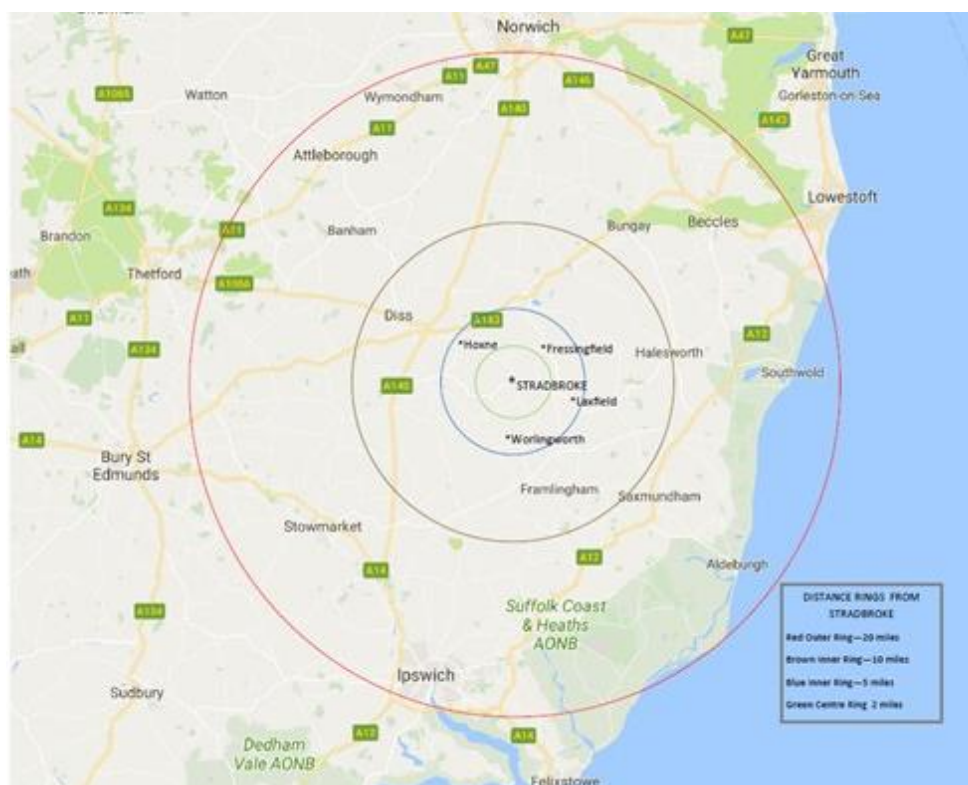 Norwich
A47
A47
Great
Yarmouth
A11
A146
A1065
Watton
Wymondham
Gorleston-on-Sea
A140
A143
A11
Attleborough
Lowestoft
A134
Beccles
Bungay
Brandon
A11
Banham
Thetford
A1066
Diss
A11
A143
A12
*Hoxne
*Fressingfield
Halesworth
A134
Southwold
*STRADBROKE
A140
*Laxfield
A14
*Worlingworth
Bury St
Edmunds
Framlingham
Saxmundham
Stowmarket
A12
A14
Aldeburgh
DISTANCE RINGS FROM
STRADBROKE
Red Outer Ring—20 miles
Brown Inner Ring—10 miles
Blue Inner Ring—5 miles
Green Centre Ring 2 miles
A134
Suffolk Coast
& Heaths
AONB
Ipswich
Sudbury
A12
A14
Dedham
Vale AONB
Felixstowe